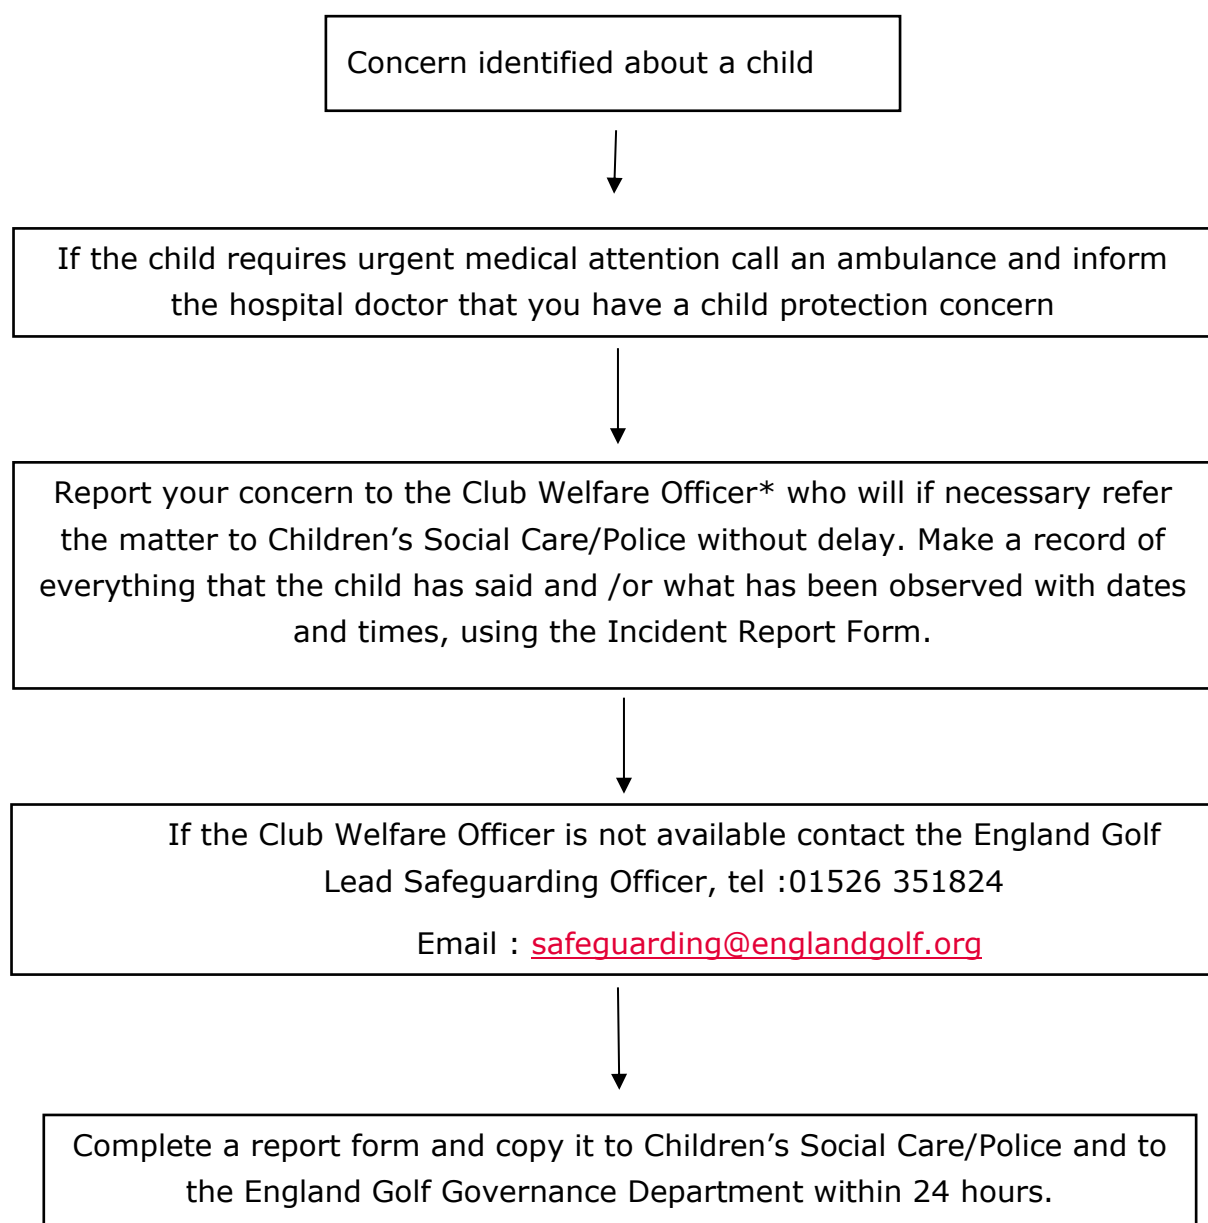 Concern identified about a child
If the child requires urgent medical attention call an ambulance and inform
the hospital doctor that you have a child protection concern
Report your concern to the Club Welfare Officer* who will if necessary refer
the matter to Children’s Social Care/Police without delay. Make a record of
everything that the child has said and /or what has been observed with dates
and times, using the Incident Report Form.
If the Club Welfare Officer is not available contact the England Golf
Lead Safeguarding Officer, tel :01526 351824
Email : safeguarding@englandgolf.org
Complete a report form and copy it to Children’s Social Care/Police and to
the England Golf Governance Department within 24 hours.